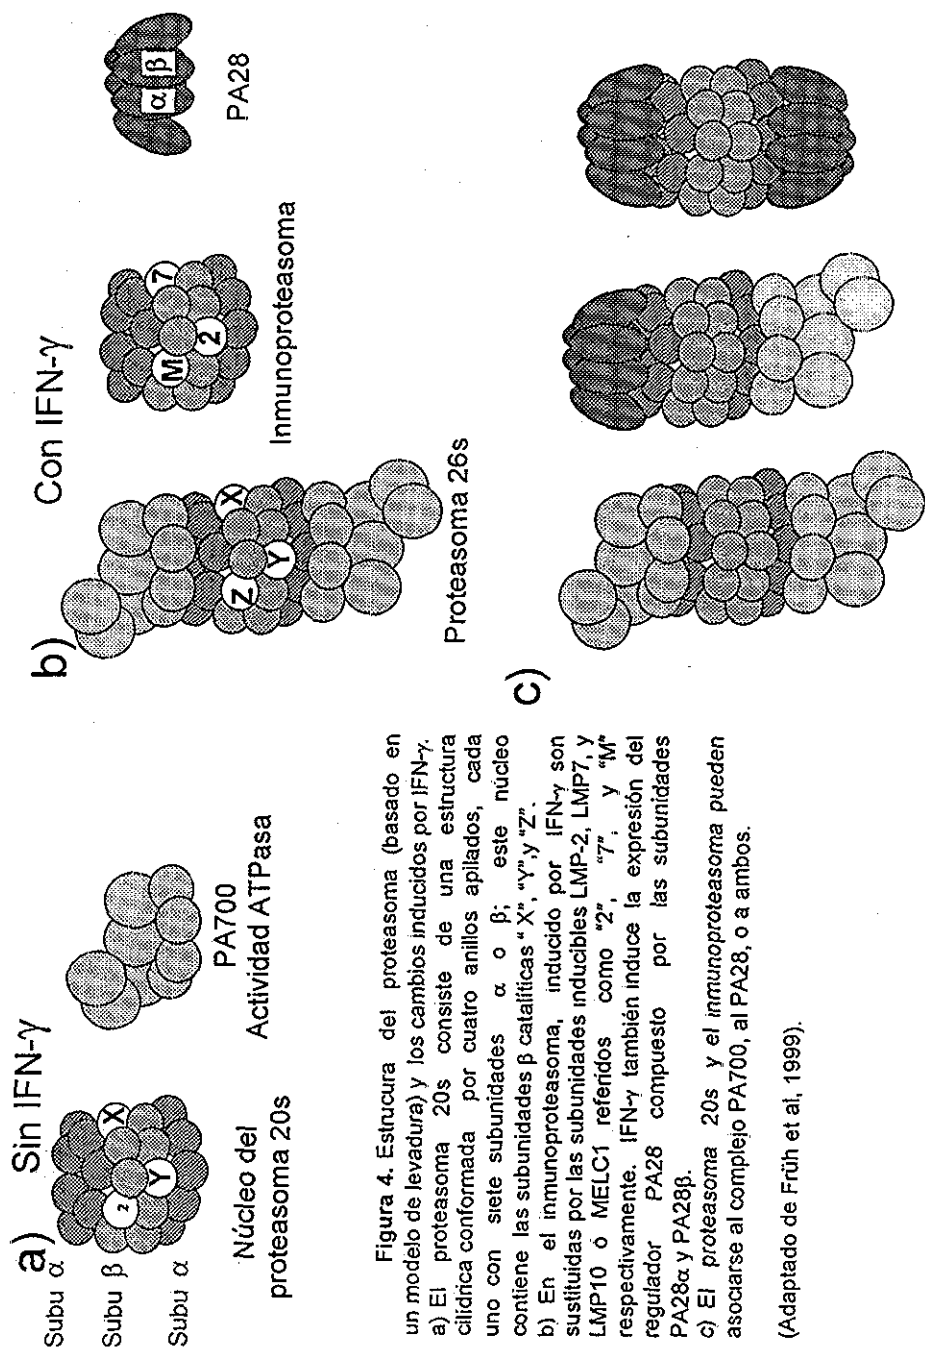 a) Sin IFN-γ
Subu α
Subu β
Subu α
X
z
Y
Núcleo del
proteasoma 20s
PA700
Actividad ATPasa
b)
Con IFN-γ
Z
Y
X
Proteasoma 26s
M
2
7
Inmunoproteasoma
α β
PA28
c)
Figura 4. Estrucura del proteasoma (basado en
un modelo de levadura) y los cambios inducidos por IFN-γ.
a) El proteasoma 20s consiste de una estructura
cilídrica conformada por cuatro anillos apilados, cada
uno con siete subunidades α o β; este núcleo
contiene las subunidades β catalíticas "X", "Y",y "Z".
b) En el inmunoproteasoma, inducido por IFN-γ son
sustituidas por las subunidades inducibles LMP-2, LMP7, y
LMP10 ó MELC1 referidos como "2", "7", y "M"
respectivamente. IFN-γ también induce la expresión del
regulador PA28 compuesto por las subunidades
PA28α y PA28β.
c) El proteasoma 20s y el inmunoproteasoma pueden
asociarse al complejo PA700, al PA28, o a ambos.
(Adaptado de Früh et al, 1999).